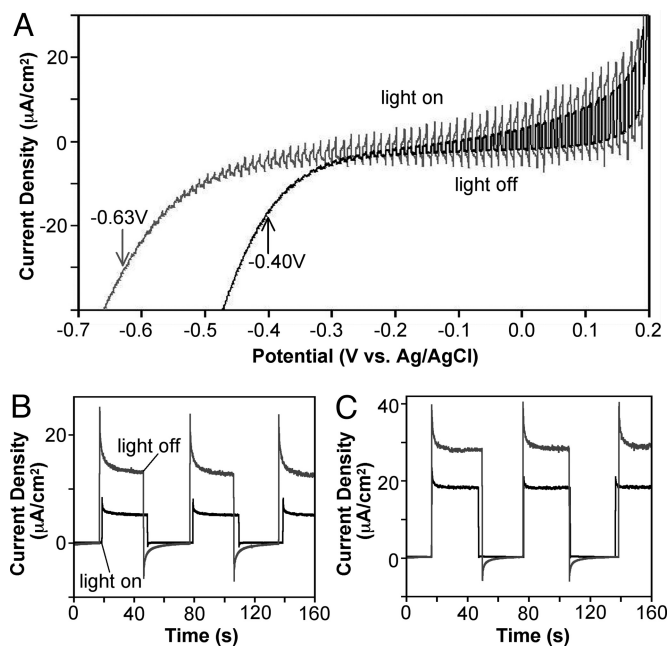 A
Current Density (μA/cm²)
20
0
-20
light on
light off
-0.63V
-0.40V
-0.7 -0.6 -0.5 -0.4 -0.3 -0.2 -0.1 0.0 0.1 0.2
Potential (V vs. Ag/AgCl)
B
Current Density
(μA/cm²)
20
10
0
light off
light on
0 40 80 120 160
Time (s)
C
Current Density
(μA/cm²)
40
20
0
0 40 80 120 160
Time (s)